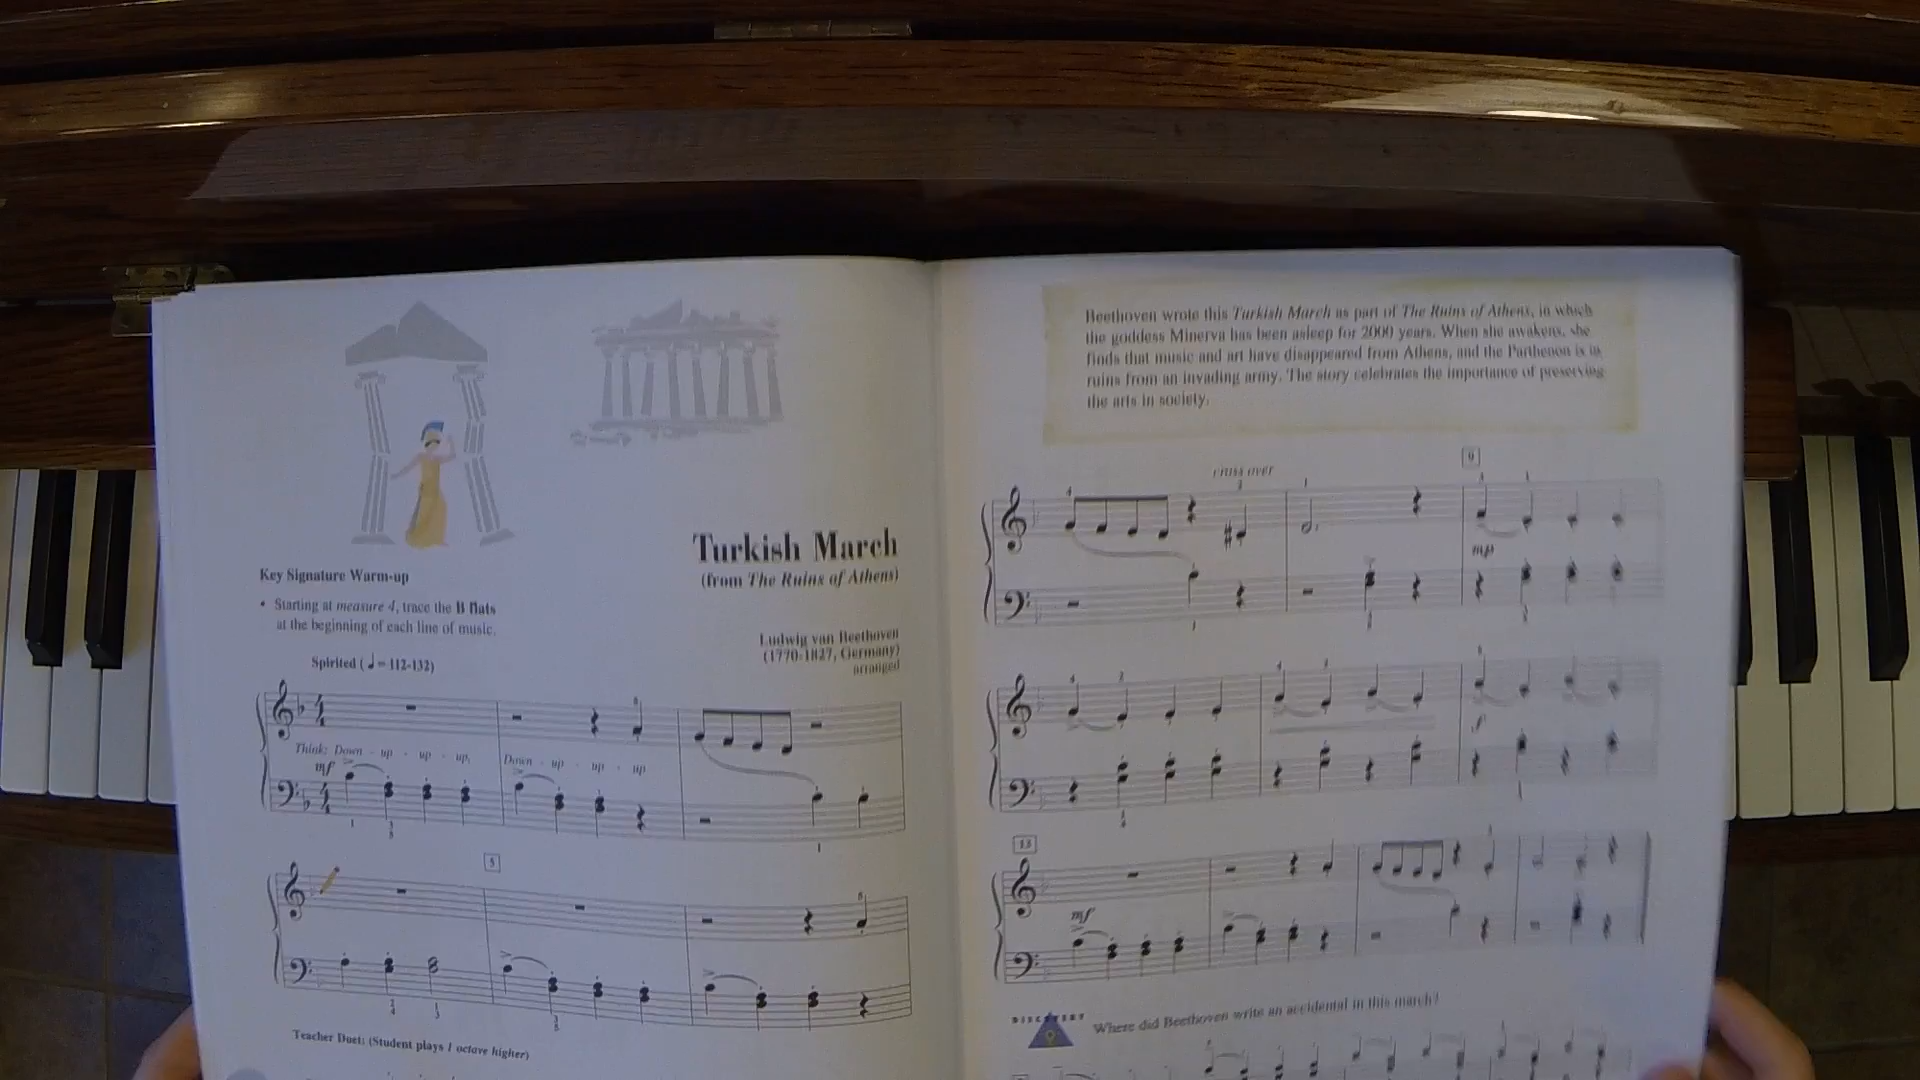 Turkish March
(from The Ruins of Athens)
Key Signature Warm-up
• Starting at measure 4, trace the B flats
at the beginning of each line of music.
Ludwig van Beethoven
(1770-1827, Germany)
arranged
Spirited (♩=112-132)
Think: Down - up - up - up, Down - up - up - up
mf
5
Teacher Duet: (Student plays 1 octave higher)
Beethoven wrote this Turkish March as part of The Ruins of Athens, in which
the goddess Minerva has been asleep for 2000 years. When she awakens, she
finds that music and art have disappeared from Athens, and the Parthenon is in
ruins from an invading army. The story celebrates the importance of preserving
the arts in society.
cross over
9
mp
f
13
mf
DISCOVERY
Where did Beethoven write an accidental in this march?